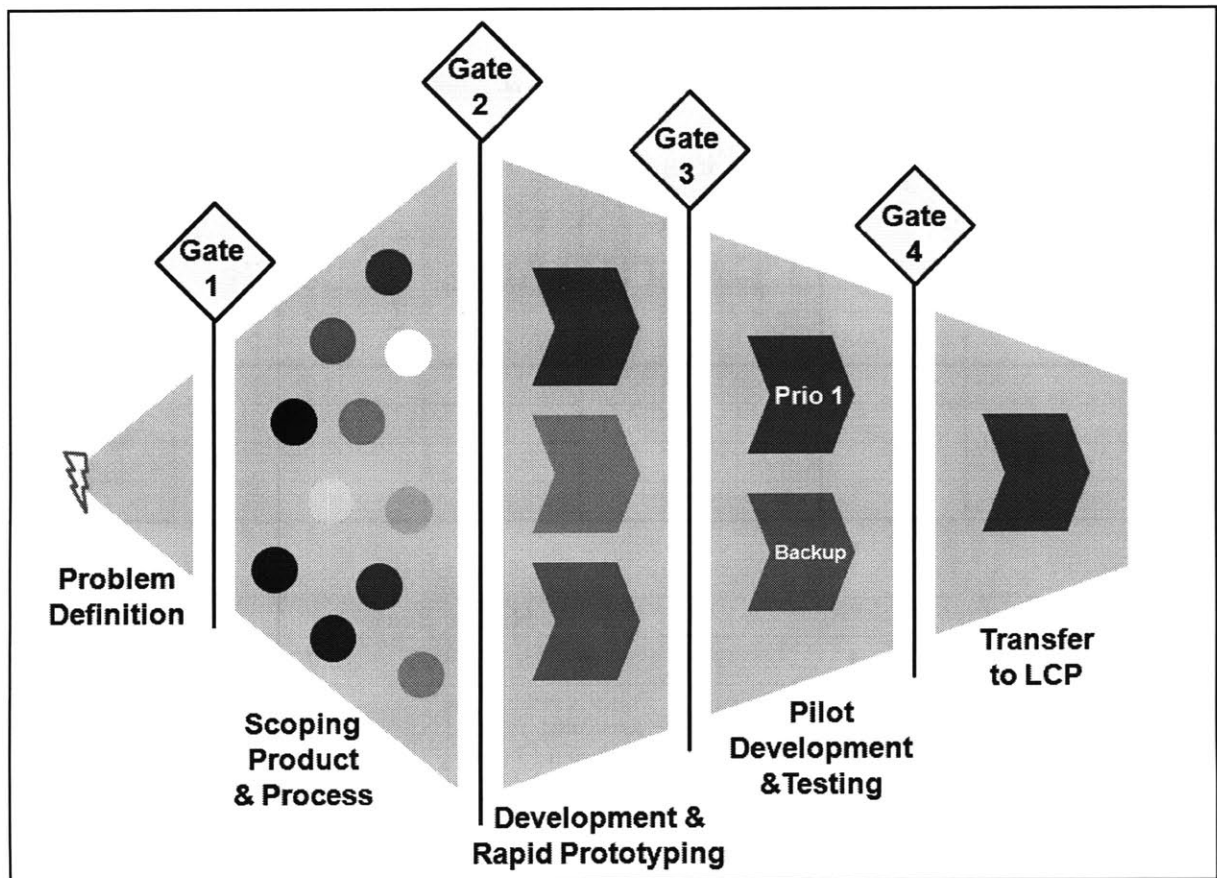 Gate
1
Gate
2
Gate
3
Gate
4
Prio 1
Backup
Problem
Definition
Scoping
Product
& Process
Development &
Rapid Prototyping
Pilot
Development
&Testing
Transfer
to LCP